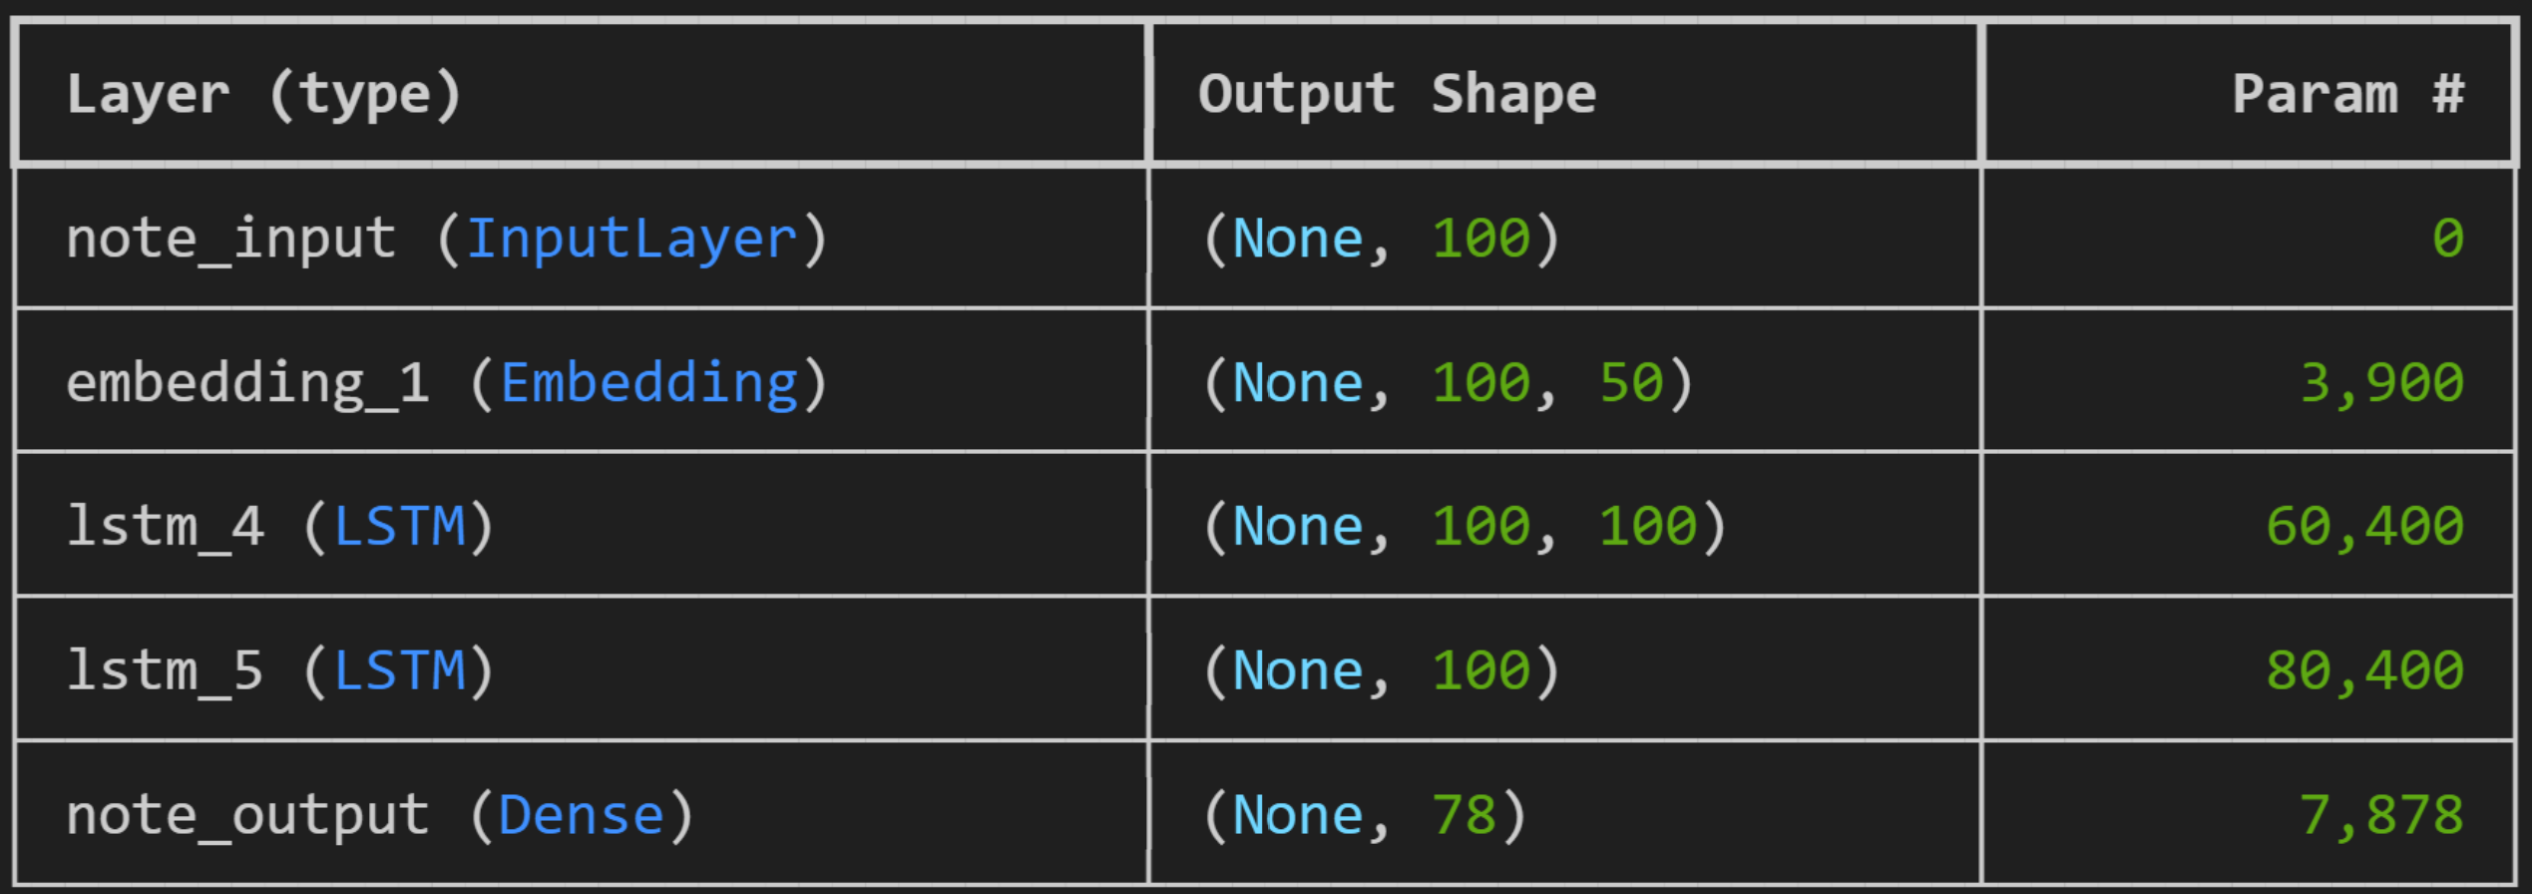 Layer (type) Output Shape Param #
note_input (InputLayer) (None, 100) 0
embedding_1 (Embedding) (None, 100, 50) 3,900
lstm_4 (LSTM) (None, 100, 100) 60,400
lstm_5 (LSTM) (None, 100) 80,400
note_output (Dense) (None, 78) 7,878